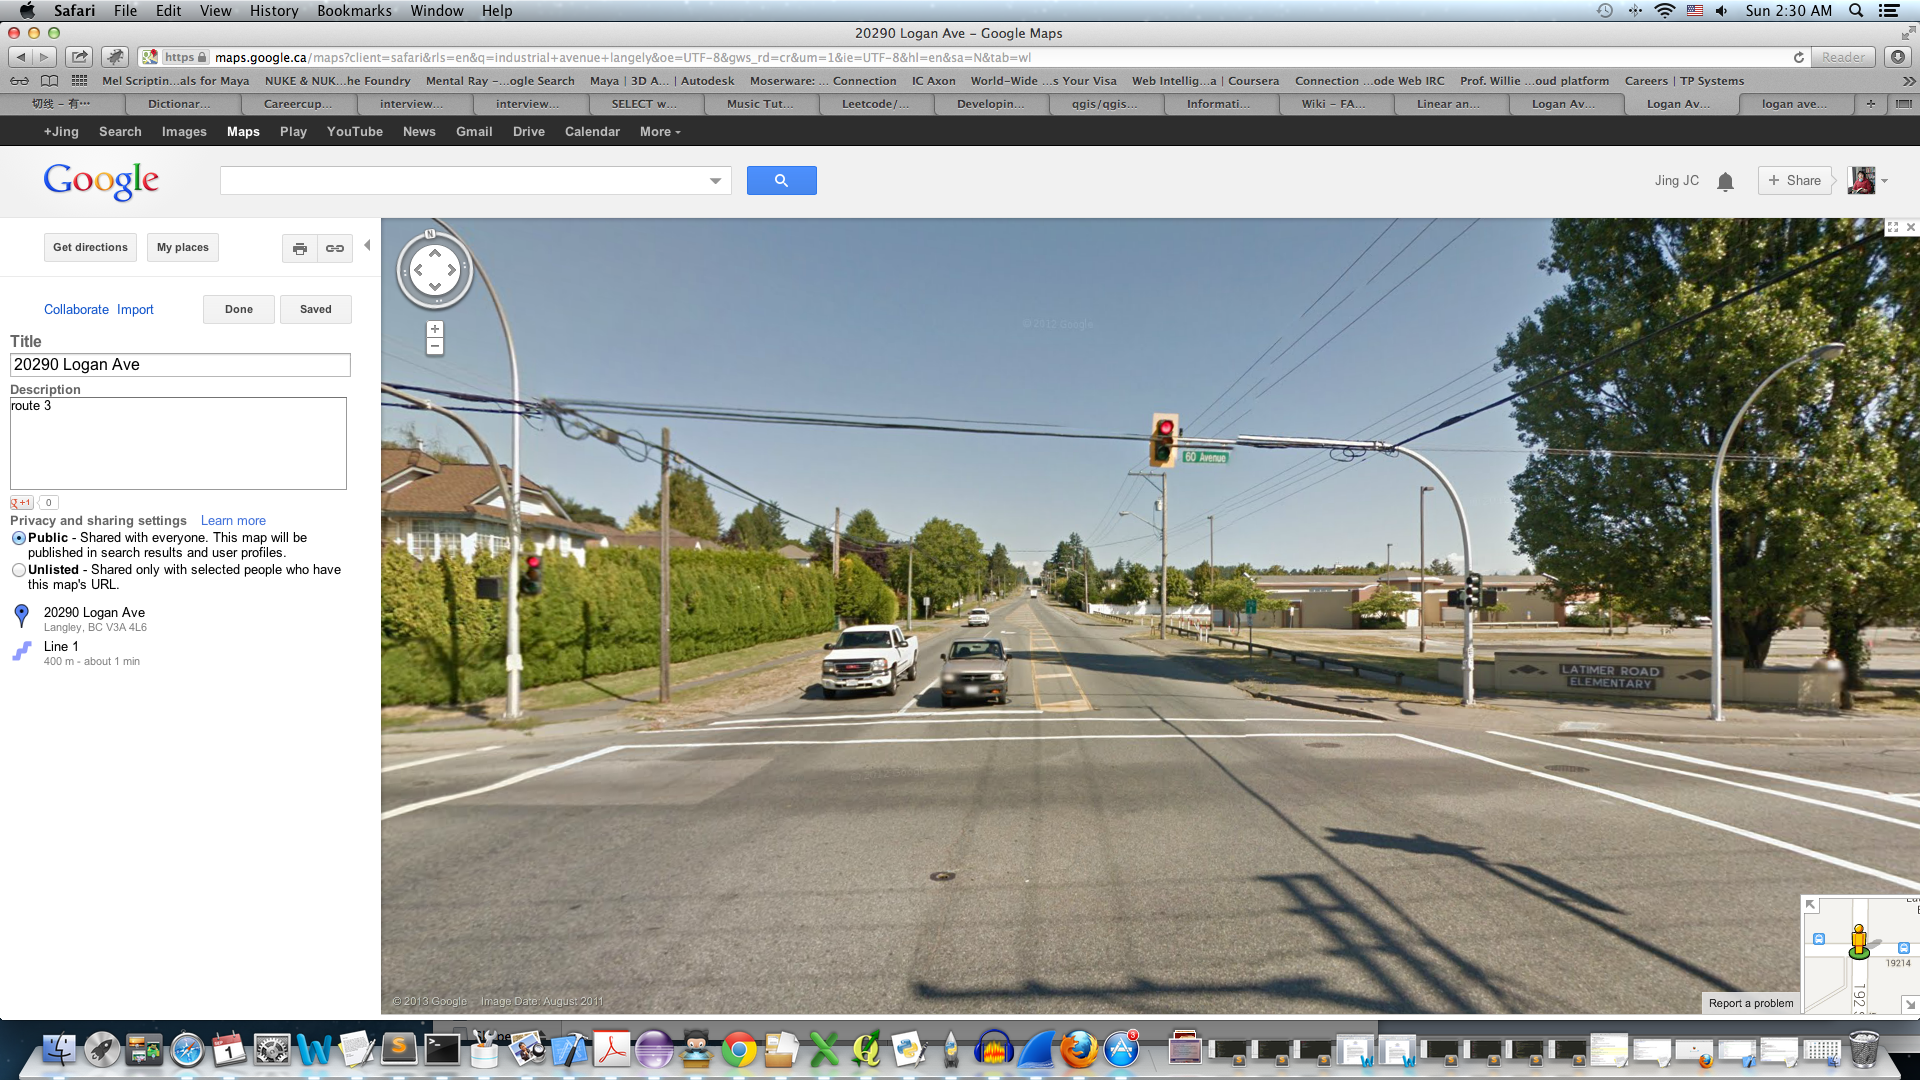 Safari File Edit View History Bookmarks Window Help Sun 2:30 AM
20290 Logan Ave – Google Maps
https maps.google.ca/maps?client=safari&rls=en&q=industrial+avenue+langely&oe=UTF-8&gws_rd=cr&um=1&ie=UTF-8&hl=en&sa=N&tab=wl Reader
Mel Scriptin...als for Maya NUKE & NUK...he Foundry Mental Ray –...ogle Search Maya | 3D A... | Autodesk Moserware: ... Connection IC Axon World-Wide ...s Your Visa Web Intellig...a | Coursera Connection ...ode Web IRC Prof. Willie ...oud platform Careers | TP Systems
切线 – 有... Dictionar... Careercup... interview... interview... SELECT w... Music Tut... Leetcode/... Developin... qgis/qgis... Informati... Wiki – FA... Linear an... Logan Av... Logan Av... logan ave...
+Jing Search Images Maps Play YouTube News Gmail Drive Calendar More
Google Jing JC + Share
Get directions My places
N
Collaborate Import Done Saved
Title
20290 Logan Ave
Description
route 3
g +1 0
Privacy and sharing settings Learn more
Public - Shared with everyone. This map will be
published in search results and user profiles.
Unlisted - Shared only with selected people who have
this map's URL.
20290 Logan Ave
Langley, BC V3A 4L6
Line 1
400 m - about 1 min
©2012 Google
60 Avenue
LATIMER ROAD
ELEMENTARY
19214
192
© 2013 Google Image Date: August 2011
Report a problem
SEP
1
3